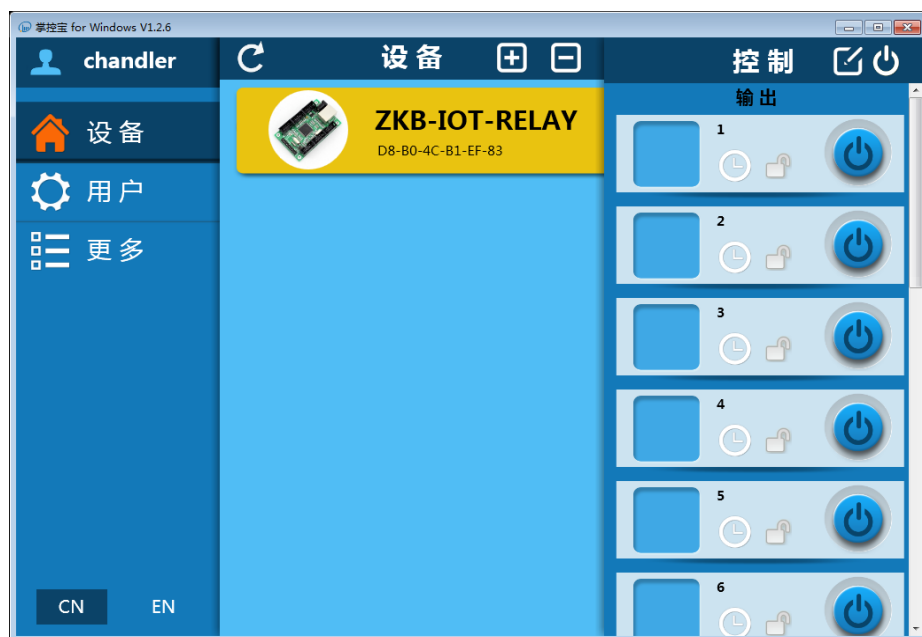 掌控宝 for Windows V1.2.6
chandler
设备
用户
更多
CN EN
设备
ZKB-IOT-RELAY
D8-B0-4C-B1-EF-83
控制
输出
1
2
3
4
5
6